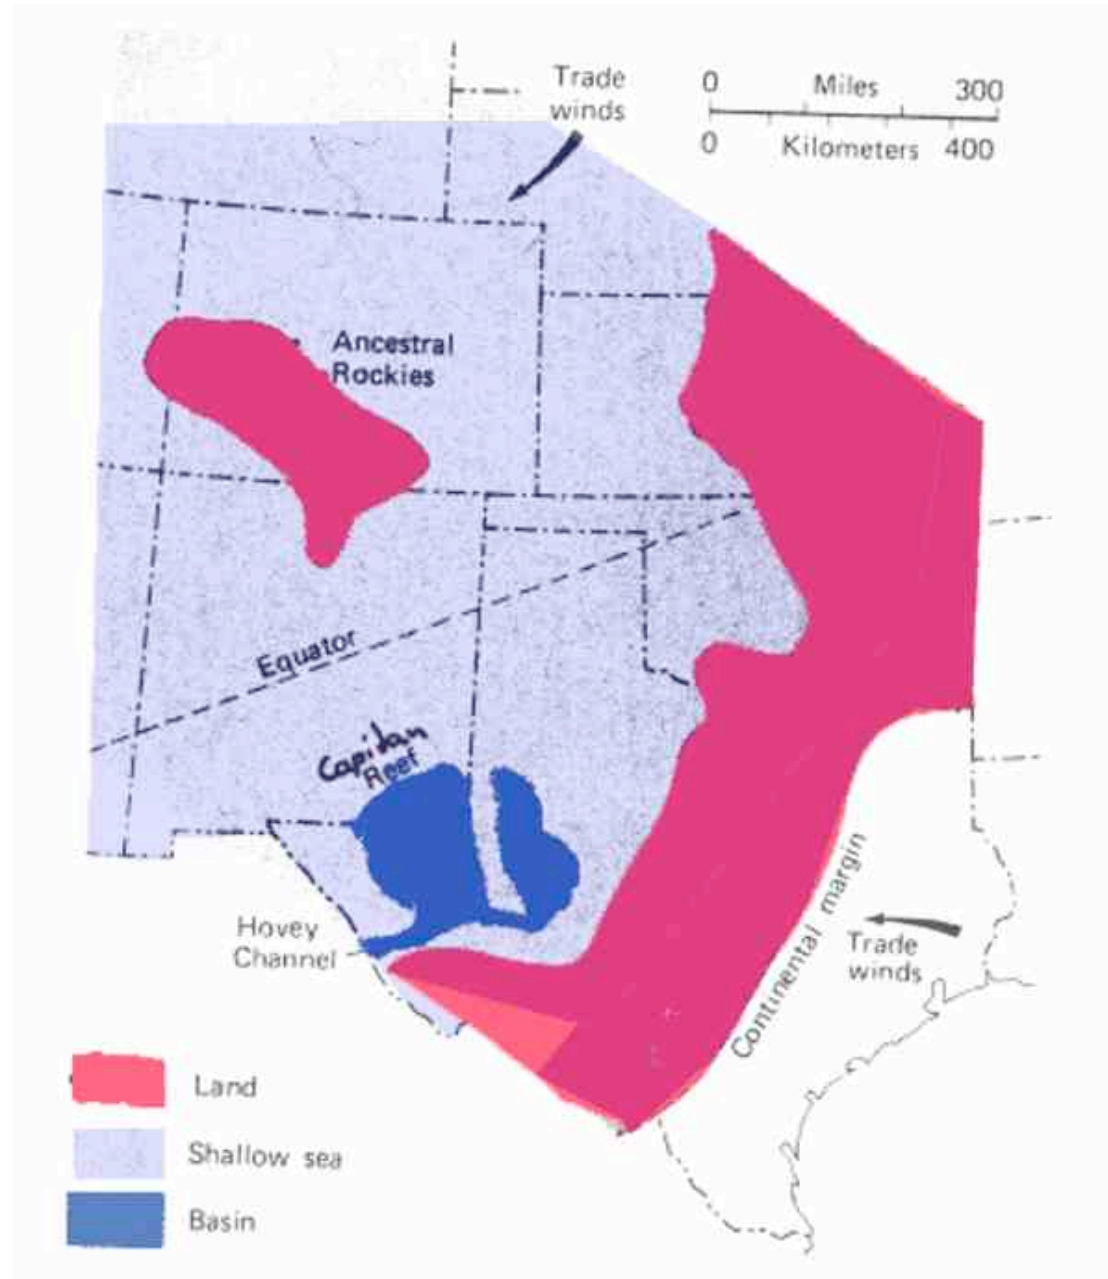 Trade
winds
0 Miles 300
0 Kilometers 400
Ancestral
Rockies
Equator
Capitan
Reef
Hovey
Channel
Continental margin
Trade
winds
Land
Shallow sea
Basin